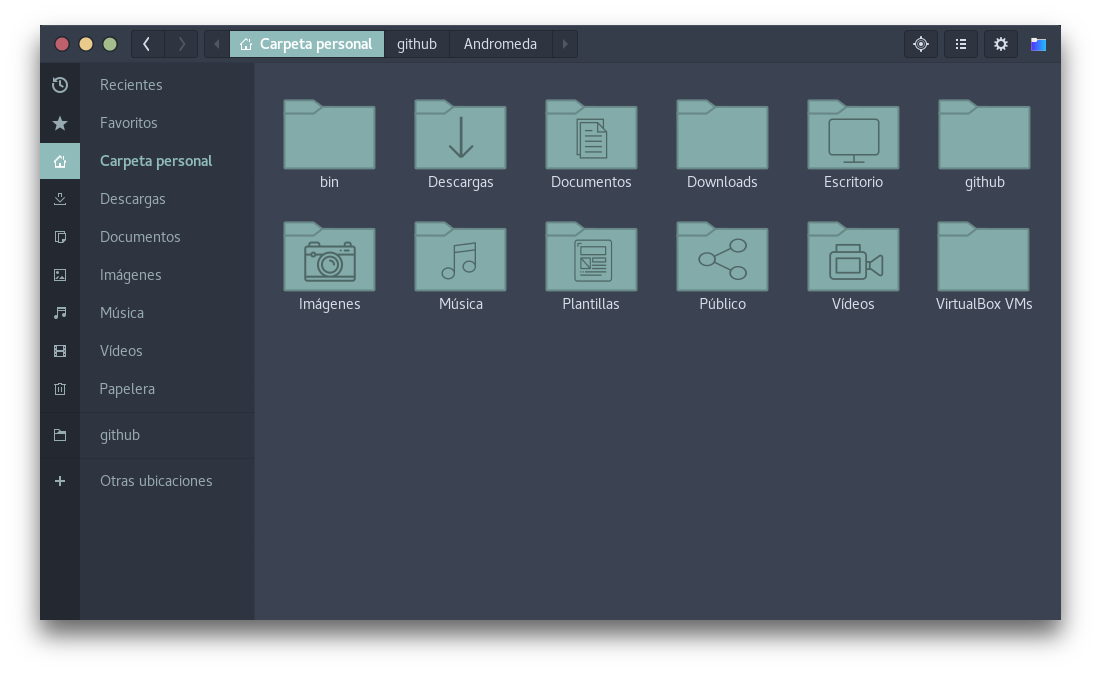 Carpeta personal github Andromeda
Recientes
Favoritos
Carpeta personal
Descargas
Documentos
Imágenes
Música
Vídeos
Papelera
github
Otras ubicaciones
bin Descargas Documentos Downloads Escritorio github
Imágenes Música Plantillas Público Vídeos VirtualBox VMs